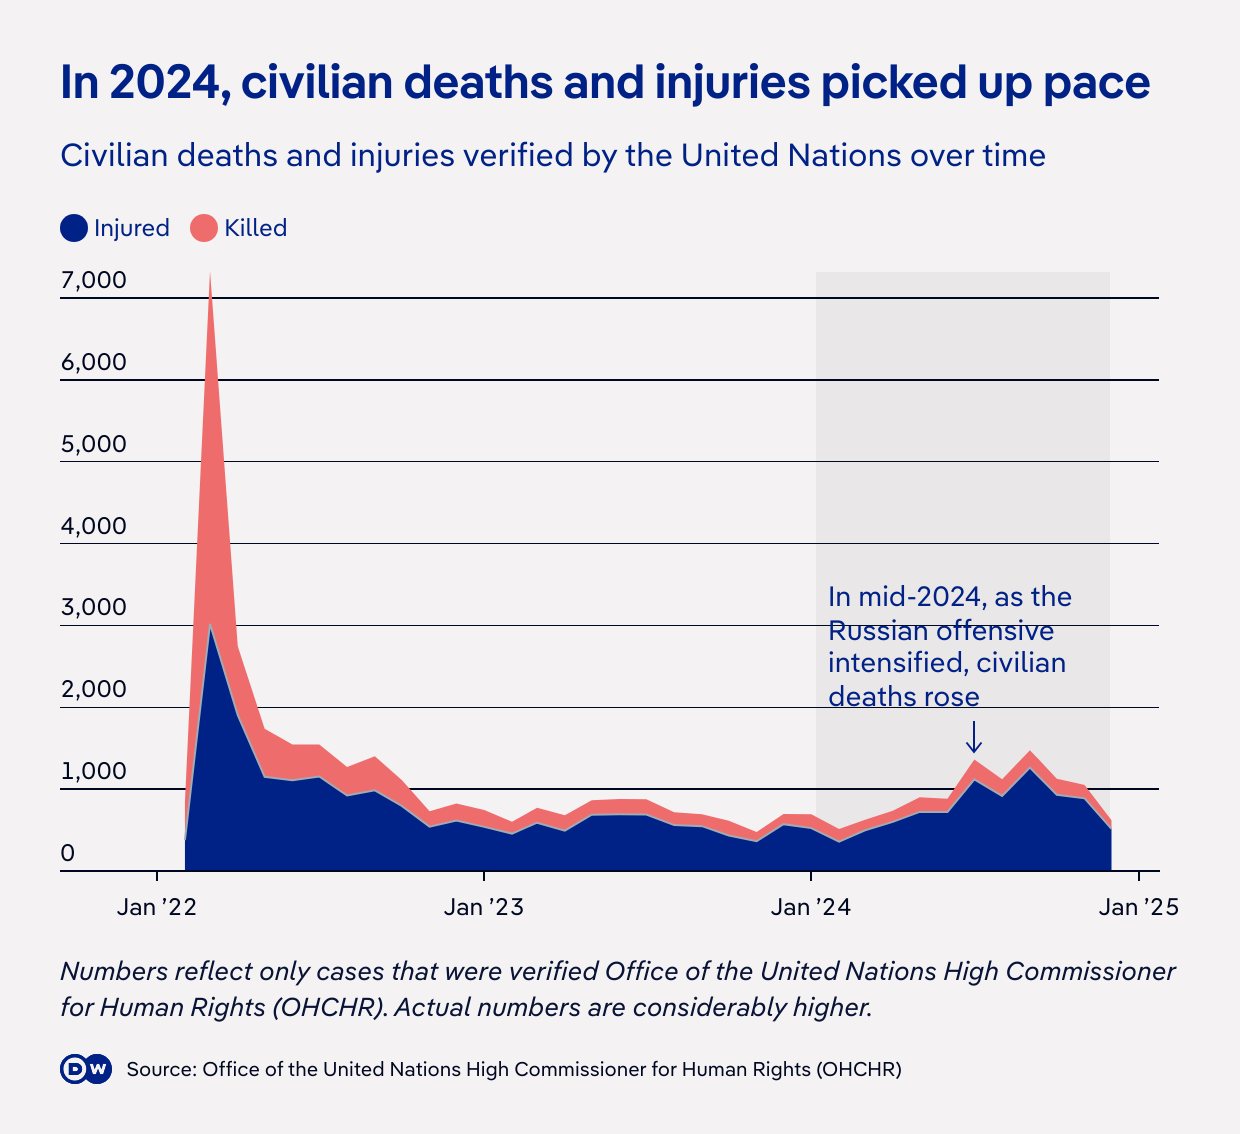 In 2024, civilian deaths and injuries picked up pace
Civilian deaths and injuries verified by the United Nations over time
Injured Killed
7,000
6,000
5,000
4,000
3,000
2,000
1,000
0
In mid-2024, as the
Russian offensive
intensified, civilian
deaths rose
Jan ’22 Jan ’23 Jan ’24 Jan ’25
Numbers reflect only cases that were verified Office of the United Nations High Commissioner
for Human Rights (OHCHR). Actual numbers are considerably higher.
DW Source: Office of the United Nations High Commissioner for Human Rights (OHCHR)